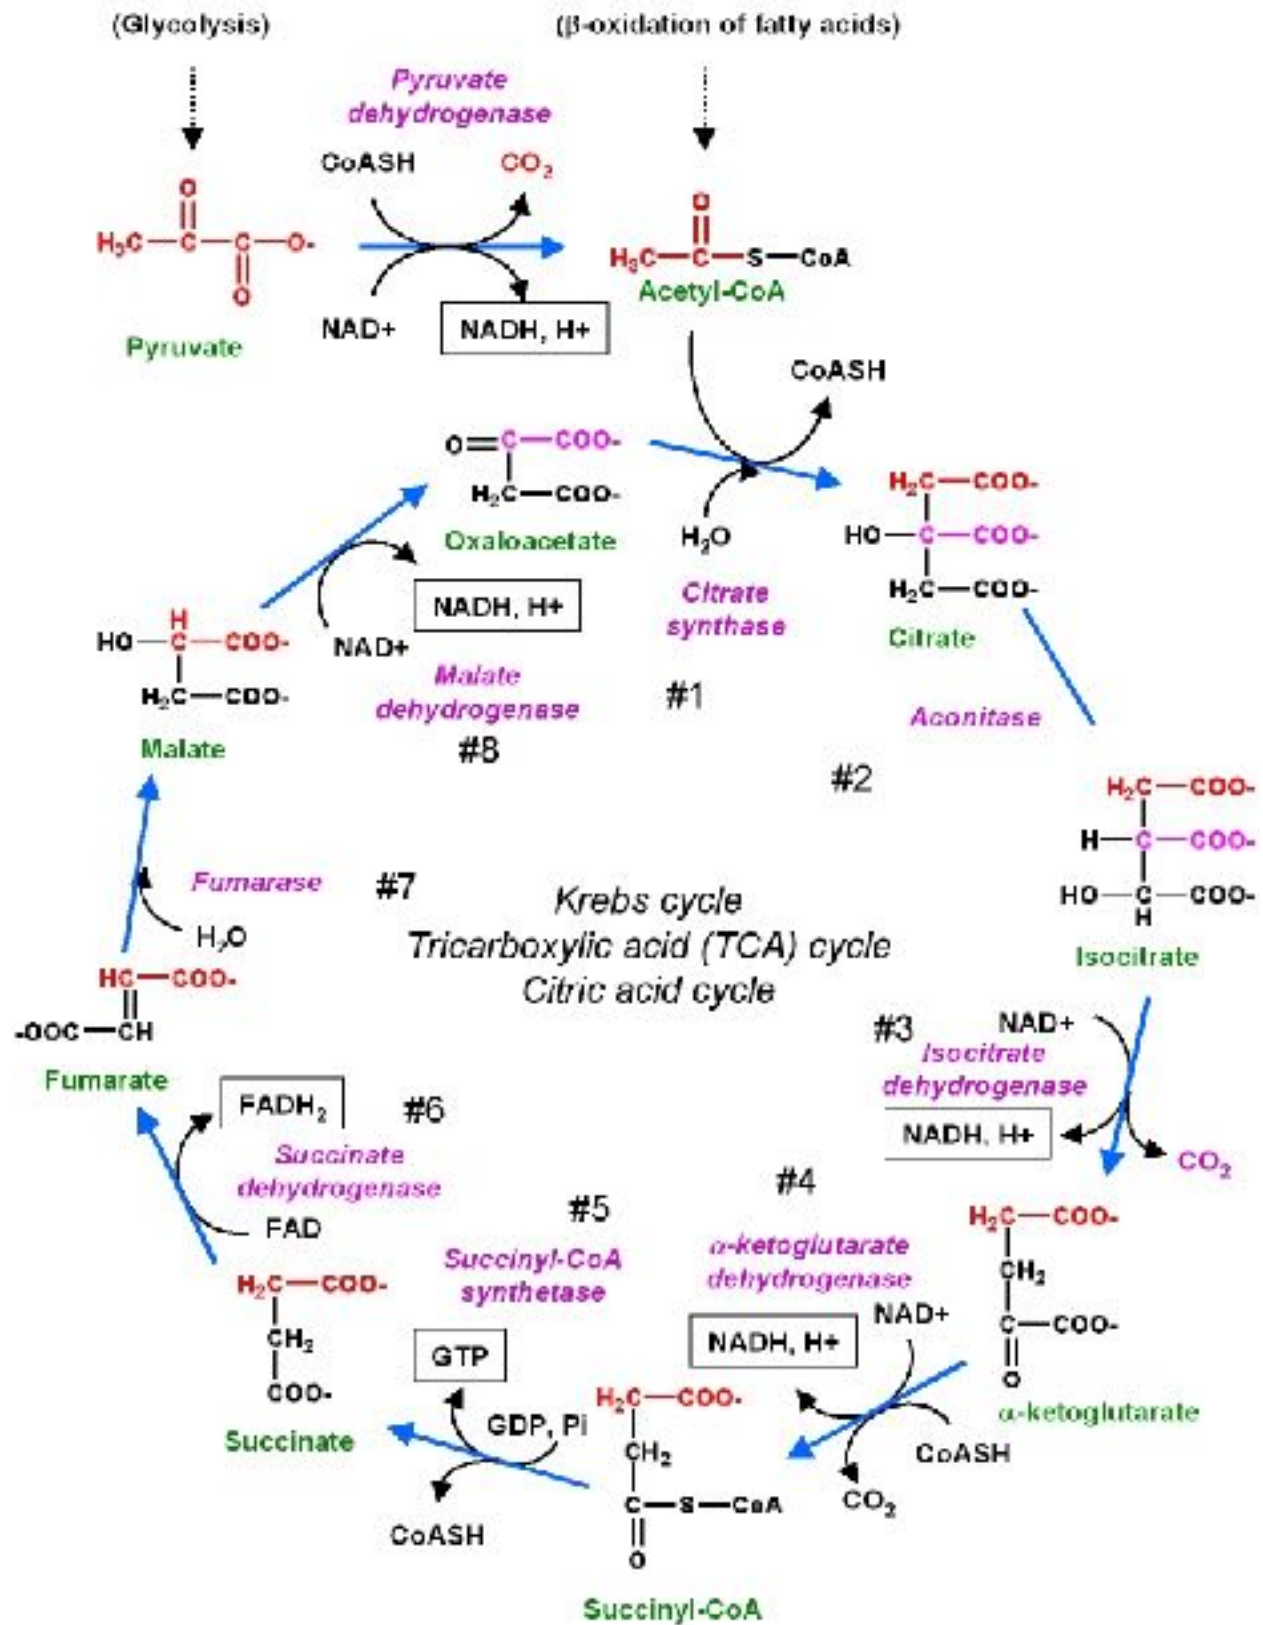 (Glycolysis)
(β-oxidation of fatty acids)
Pyruvate
dehydrogenase
CoASH
CO2
O
H3C—C—C—O-
O
NAD+
NADH, H+
Pyruvate
O
H3C—C—S—CoA
Acetyl-CoA
CoASH
O=C—COO-
H2C—COO-
Oxaloacetate
H2O
Citrate
synthase
#1
H2C—COO-
HO—C—COO-
H2C—COO-
Citrate
Aconitase
#2
H2C—COO-
H—C—COO-
HO—C—COO-
H
Isocitrate
#3
NAD+
Isocitrate
dehydrogenase
NADH, H+
CO2
H2C—COO-
CH2
C—COO-
O
α-ketoglutarate
#4
α-ketoglutarate
dehydrogenase
NAD+
NADH, H+
CoASH
CO2
H2C—COO-
CH2
C—S—CoA
O
Succinyl-CoA
#5
Succinyl-CoA
synthetase
GTP
GDP, Pi
CoASH
H2C—COO-
CH2
COO-
Succinate
#6
FADH2
Succinate
dehydrogenase
FAD
HC—COO-
-OOC—CH
Fumarate
#7
Fumarase
H2O
H
HO—C—COO-
H2C—COO-
Malate
NADH, H+
NAD+
Malate
dehydrogenase
#8
Krebs cycle
Tricarboxylic acid (TCA) cycle
Citric acid cycle